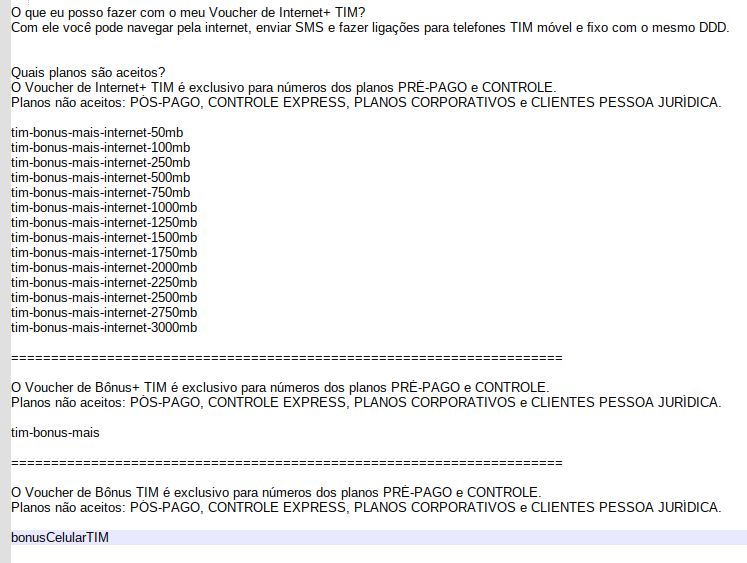 O que eu posso fazer com o meu Voucher de Internet+ TIM?
Com ele você pode navegar pela internet, enviar SMS e fazer ligações para telefones TIM móvel e fixo com o mesmo DDD.
Quais planos são aceitos?
O Voucher de Internet+ TIM é exclusivo para números dos planos PRÉ-PAGO e CONTROLE.
Planos não aceitos: PÓS-PAGO, CONTROLE EXPRESS, PLANOS CORPORATIVOS e CLIENTES PESSOA JURÍDICA.
tim-bonus-mais-internet-50mb
tim-bonus-mais-internet-100mb
tim-bonus-mais-internet-250mb
tim-bonus-mais-internet-500mb
tim-bonus-mais-internet-750mb
tim-bonus-mais-internet-1000mb
tim-bonus-mais-internet-1250mb
tim-bonus-mais-internet-1500mb
tim-bonus-mais-internet-1750mb
tim-bonus-mais-internet-2000mb
tim-bonus-mais-internet-2250mb
tim-bonus-mais-internet-2500mb
tim-bonus-mais-internet-2750mb
tim-bonus-mais-internet-3000mb
=====================================================================
O Voucher de Bônus+ TIM é exclusivo para números dos planos PRÉ-PAGO e CONTROLE.
Planos não aceitos: PÓS-PAGO, CONTROLE EXPRESS, PLANOS CORPORATIVOS e CLIENTES PESSOA JURÍDICA.
tim-bonus-mais
=====================================================================
O Voucher de Bônus TIM é exclusivo para números dos planos PRÉ-PAGO e CONTROLE.
Planos não aceitos: PÓS-PAGO, CONTROLE EXPRESS, PLANOS CORPORATIVOS e CLIENTES PESSOA JURÍDICA.
bonusCelularTIM